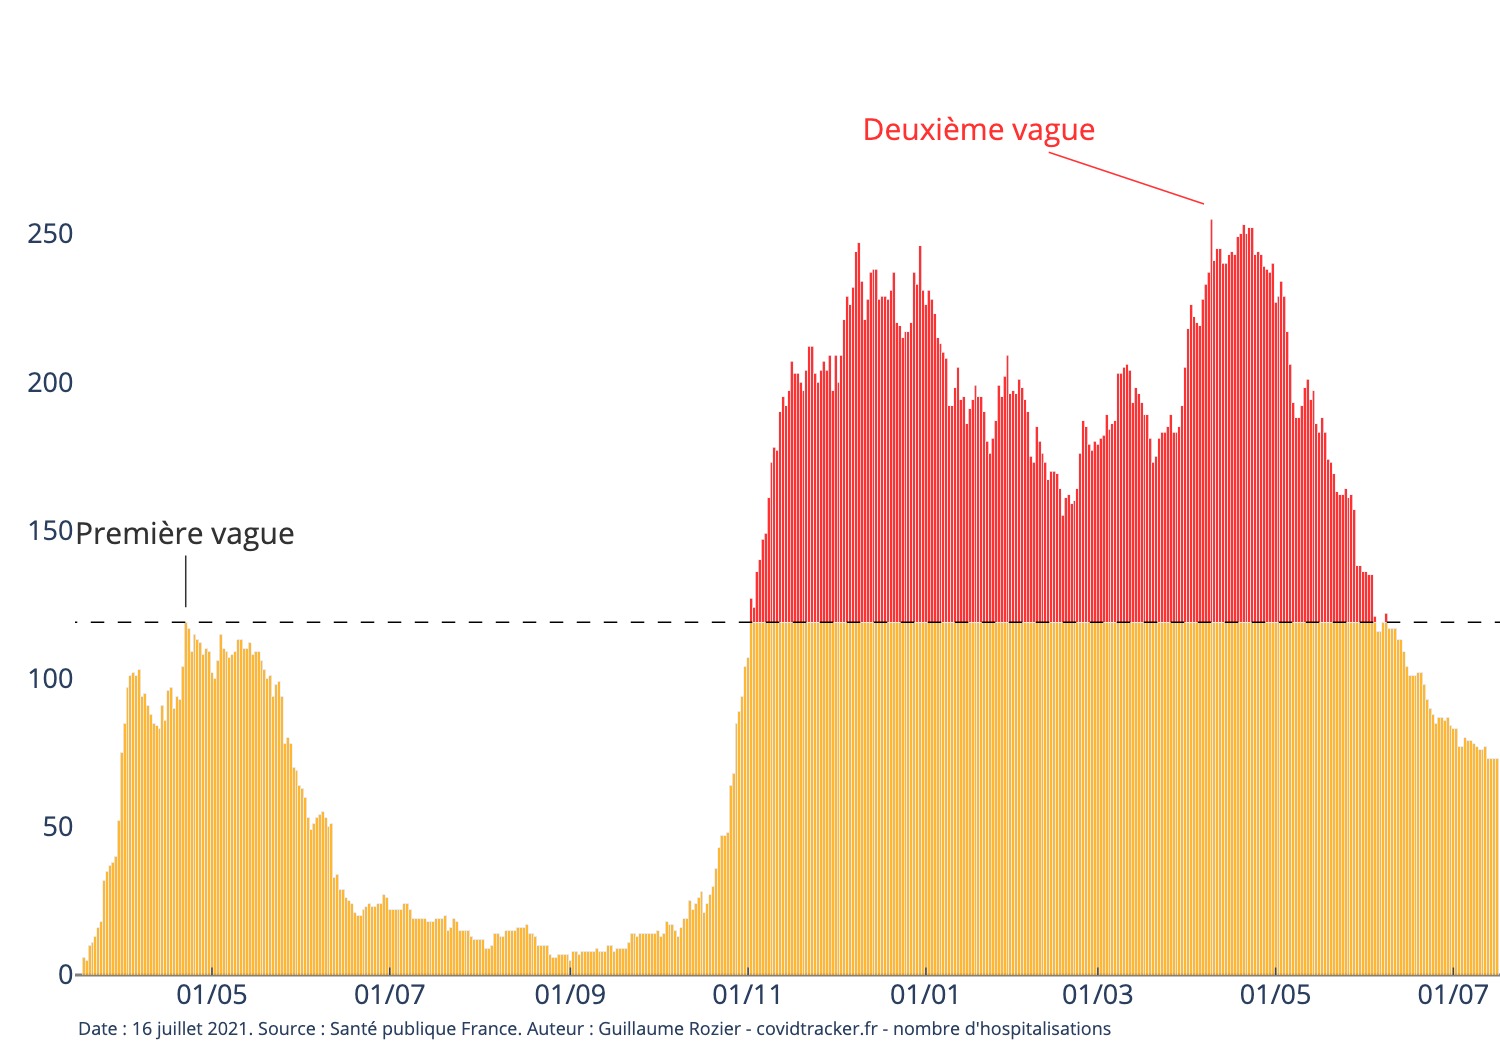 Deuxième vague
250
200
150
Première vague
100
50
0
01/05 01/07 01/09 01/11 01/01 01/03 01/05 01/07
Date : 16 juillet 2021. Source : Santé publique France. Auteur : Guillaume Rozier - covidtracker.fr - nombre d'hospitalisations